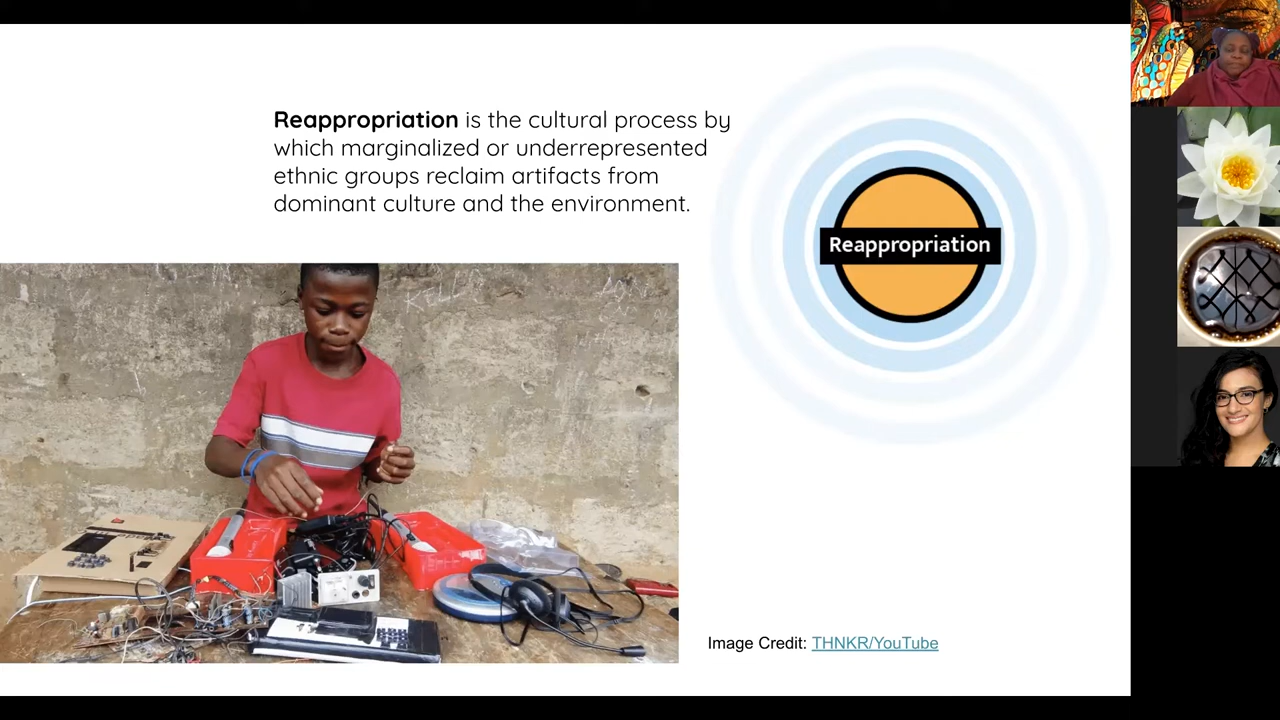 Reappropriation is the cultural process by
which marginalized or underrepresented
ethnic groups reclaim artifacts from
dominant culture and the environment.
Reappropriation
KELL
Image Credit: THNKR/YouTube